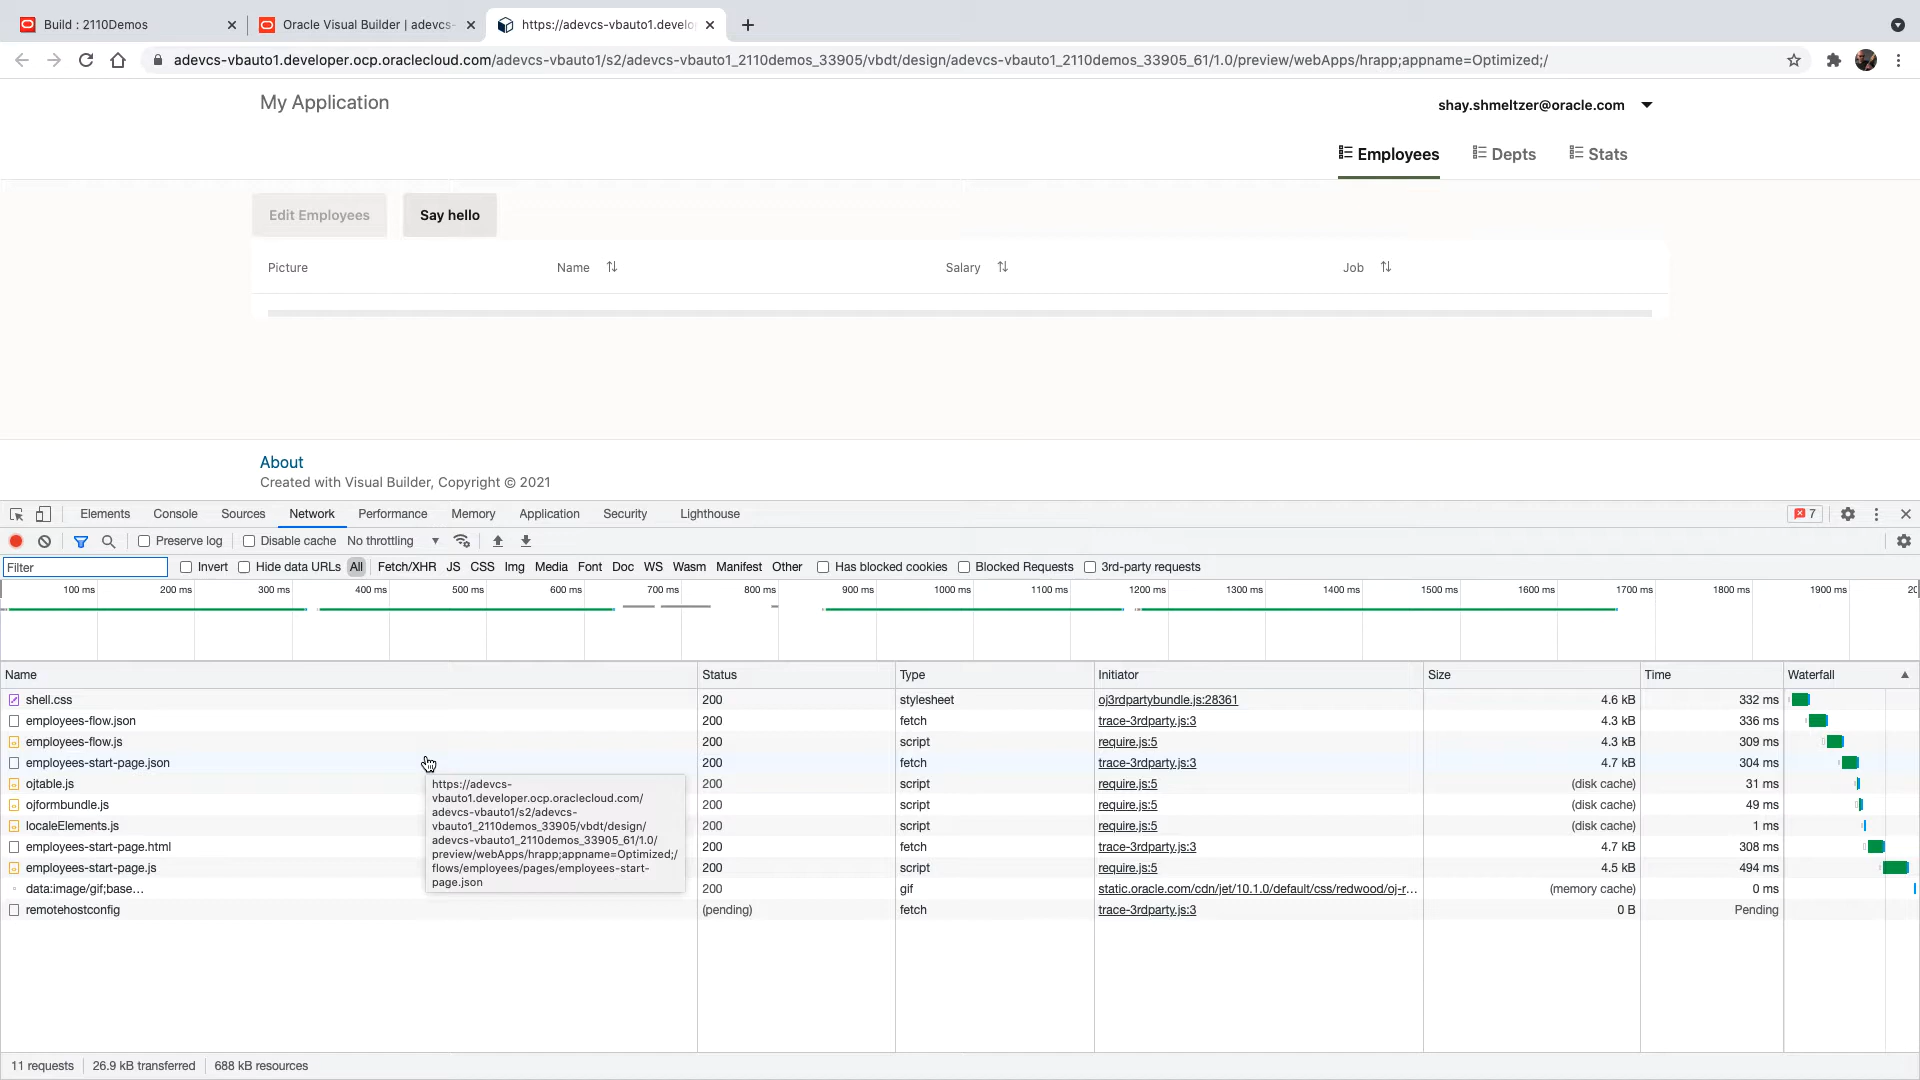 Build : 2110Demos
Oracle Visual Builder | adevcs-
https://adevcs-vbauto1.develo
adevcs-vbauto1.developer.ocp.oraclecloud.com/adevcs-vbauto1/s2/adevcs-vbauto1_2110demos_33905/vbdt/design/adevcs-vbauto1_2110demos_33905_61/1.0/preview/webApps/hrapp;appname=Optimized;/
My Application
shay.shmeltzer@oracle.com
Employees Depts Stats
Edit Employees Say hello
Picture Name Salary Job
About
Created with Visual Builder, Copyright © 2021
Elements Console Sources Network Performance Memory Application Security Lighthouse 7
Preserve log Disable cache No throttling
Filter Invert Hide data URLs All Fetch/XHR JS CSS Img Media Font Doc WS Wasm Manifest Other Has blocked cookies Blocked Requests 3rd-party requests
100 ms 200 ms 300 ms 400 ms 500 ms 600 ms 700 ms 800 ms 900 ms 1000 ms 1100 ms 1200 ms 1300 ms 1400 ms 1500 ms 1600 ms 1700 ms 1800 ms 1900 ms 20
Name Status Type Initiator Size Time Waterfall
shell.css 200 stylesheet oj3rdpartybundle.js:28361 4.6 kB 332 ms
employees-flow.json 200 fetch trace-3rdparty.js:3 4.3 kB 336 ms
employees-flow.js 200 script require.js:5 4.3 kB 309 ms
employees-start-page.json 200 fetch trace-3rdparty.js:3 4.7 kB 304 ms
ojtable.js 200 script require.js:5 (disk cache) 31 ms
ojformbundle.js 200 script require.js:5 (disk cache) 49 ms
localeElements.js 200 script require.js:5 (disk cache) 1 ms
employees-start-page.html 200 fetch trace-3rdparty.js:3 4.7 kB 308 ms
employees-start-page.js 200 script require.js:5 4.5 kB 494 ms
data:image/gif;base… 200 gif static.oracle.com/cdn/jet/10.1.0/default/css/redwood/oj-r… (memory cache) 0 ms
remotehostconfig (pending) fetch trace-3rdparty.js:3 0 B Pending
https://adevcs-
vbauto1.developer.ocp.oraclecloud.com/
adevcs-vbauto1/s2/adevcs-
vbauto1_2110demos_33905/vbdt/design/
adevcs-vbauto1_2110demos_33905_61/1.0/
preview/webApps/hrapp;appname=Optimized;/
flows/employees/pages/employees-start-
page.json
11 requests 26.9 kB transferred 688 kB resources